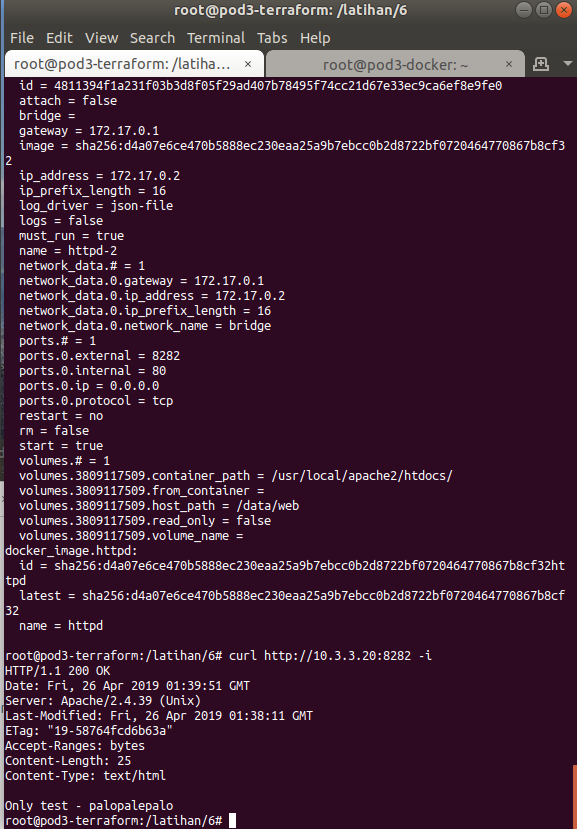 root@pod3-terraform: /latihan/6
File Edit View Search Terminal Tabs Help
root@pod3-terraform: /latiha... × root@pod3-docker: ~ ×
id = 4811394f1a231f03b3d8f05f29ad407b78495f74cc21d67e33ec9ca6ef8e9fe0
attach = false
bridge =
gateway = 172.17.0.1
image = sha256:d4a07e6ce470b5888ec230eaa25a9b7ebcc0b2d8722bf0720464770867b8cf3
2
ip_address = 172.17.0.2
ip_prefix_length = 16
log_driver = json-file
logs = false
must_run = true
name = httpd-2
network_data.# = 1
network_data.0.gateway = 172.17.0.1
network_data.0.ip_address = 172.17.0.2
network_data.0.ip_prefix_length = 16
network_data.0.network_name = bridge
ports.# = 1
ports.0.external = 8282
ports.0.internal = 80
ports.0.ip = 0.0.0.0
ports.0.protocol = tcp
restart = no
rm = false
start = true
volumes.# = 1
volumes.3809117509.container_path = /usr/local/apache2/htdocs/
volumes.3809117509.from_container =
volumes.3809117509.host_path = /data/web
volumes.3809117509.read_only = false
volumes.3809117509.volume_name =
docker_image.httpd:
id = sha256:d4a07e6ce470b5888ec230eaa25a9b7ebcc0b2d8722bf0720464770867b8cf32ht
tpd
latest = sha256:d4a07e6ce470b5888ec230eaa25a9b7ebcc0b2d8722bf0720464770867b8cf
32
name = httpd
root@pod3-terraform:/latihan/6# curl http://10.3.3.20:8282 -i
HTTP/1.1 200 OK
Date: Fri, 26 Apr 2019 01:39:51 GMT
Server: Apache/2.4.39 (Unix)
Last-Modified: Fri, 26 Apr 2019 01:38:11 GMT
ETag: "19-58764fcd6b63a"
Accept-Ranges: bytes
Content-Length: 25
Content-Type: text/html
Only test - palopalepalo
root@pod3-terraform:/latihan/6#